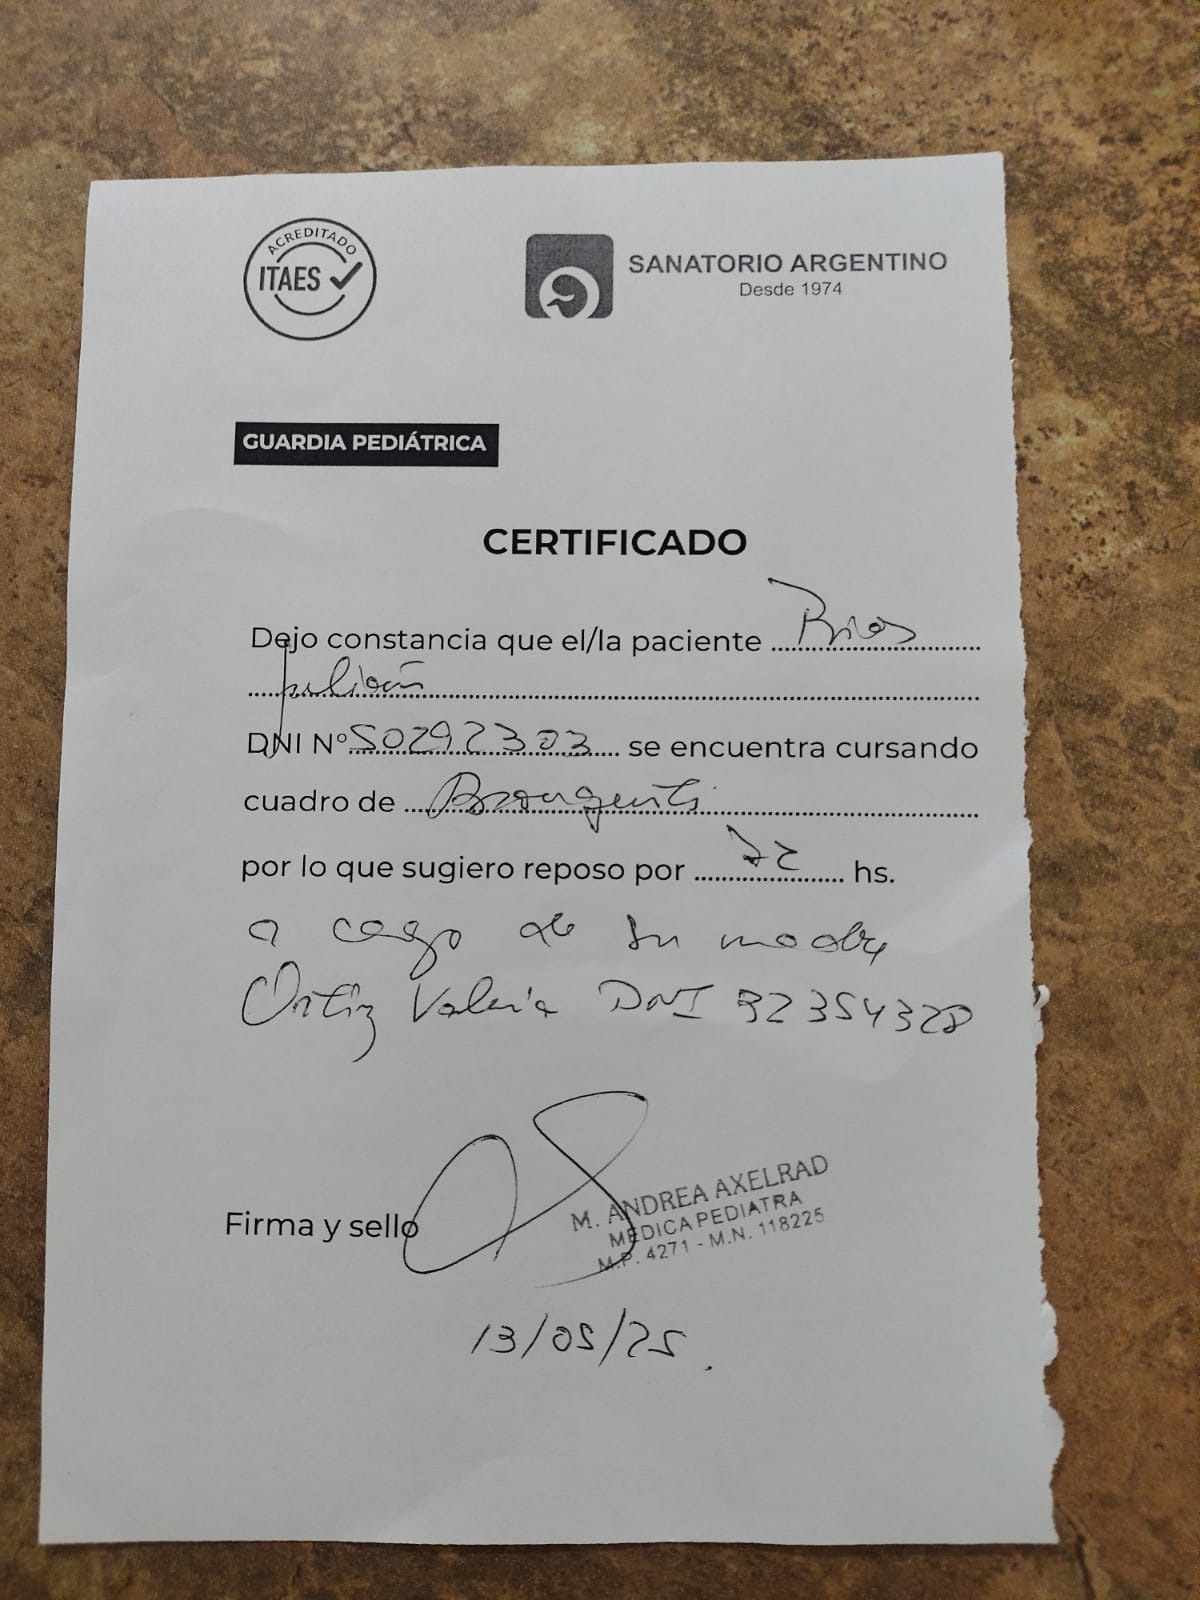 ACREDITADO
ITAES
SANATORIO ARGENTINO
Desde 1974
GUARDIA PEDIÁTRICA
CERTIFICADO
Dejo constancia que el/la paciente Rios
Julián
DNI Nº 50292303 se encuentra cursando
cuadro de
por lo que sugiero reposo por 72 hs.
a cargo de su madre
Ortiz Valeria DNI 32354328
Firma y sello
M. ANDREA AXELRAD
MEDICA PEDIATRA
M.P. 4271 - M.N. 118225
13/05/25.